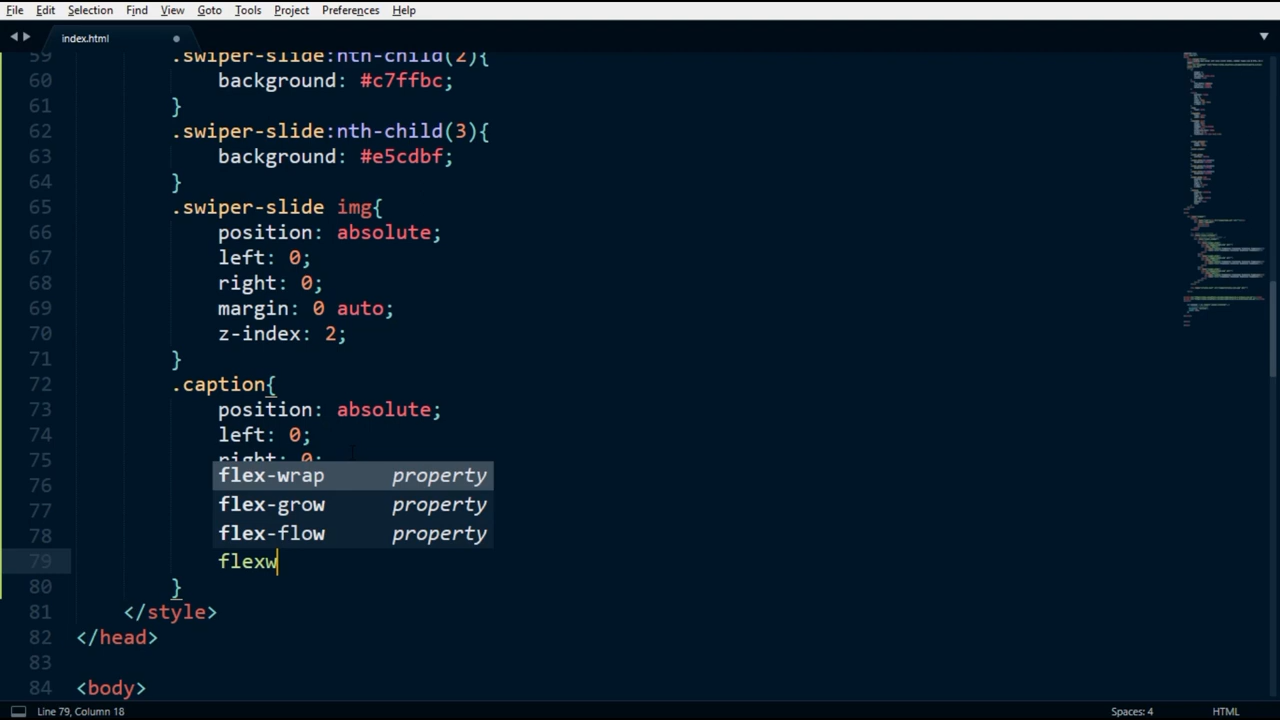 File Edit Selection Find View Goto Tools Project Preferences Help
index.html
59 .swiper-slide:nth-child(2){
60 background: #c7ffbc;
61 }
62 .swiper-slide:nth-child(3){
63 background: #e5cdbf;
64 }
65 .swiper-slide img{
66 position: absolute;
67 left: 0;
68 right: 0;
69 margin: 0 auto;
70 z-index: 2;
71 }
72 .caption{
73 position: absolute;
74 left: 0;
75 right: 0;
76 flex-wrap property
77 flex-grow property
78 flex-flow property
79 flexw
80 }
81 </style>
82 </head>
83
84 <body>
Line 79, Column 18 Spaces: 4 HTML